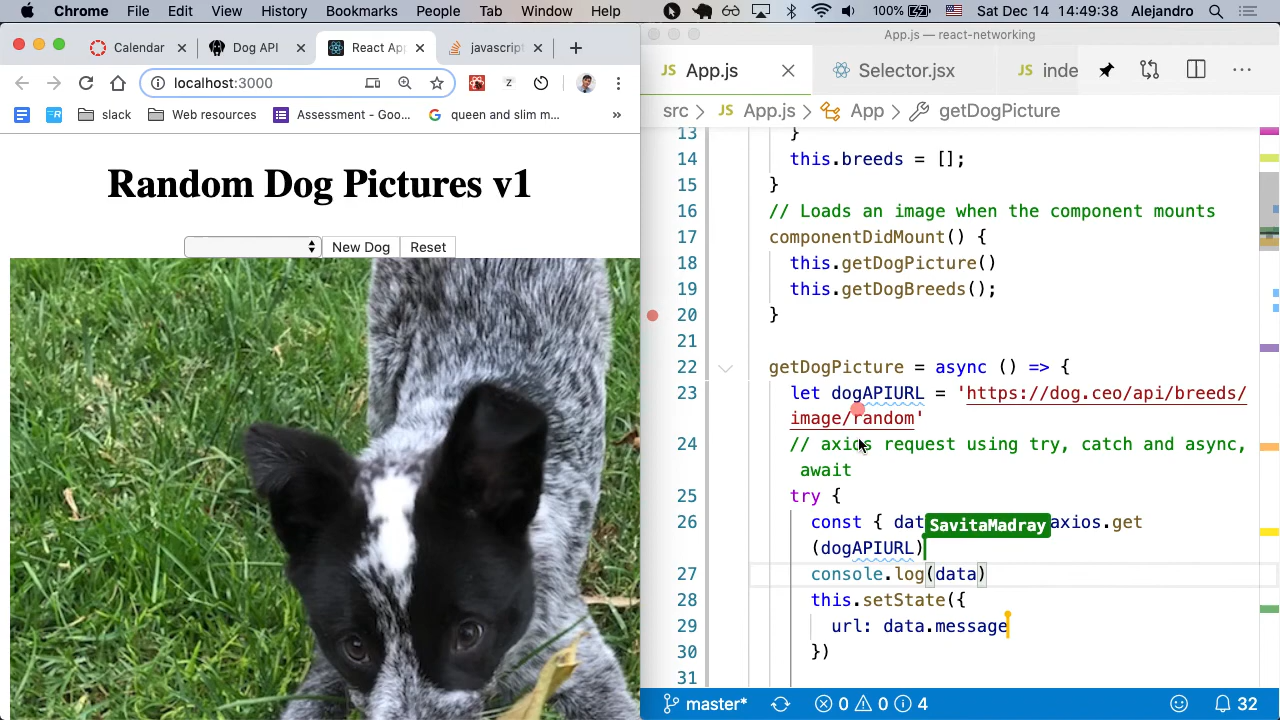 Chrome File Edit View History Bookmarks People Tab Window Help 100% Sat Dec 14 14:49:38 Alejandro
Calendar
Dog API
React Ap
javascript
localhost:3000
slack
Web resources
Assessment - Goo...
queen and slim m...
»
Random Dog Pictures v1
New Dog
Reset
App.js — react-networking
JS App.js
Selector.jsx
JS inde
src > JS App.js > App > getDogPicture
13 }
14 this.breeds = [];
15 }
16 // Loads an image when the component mounts
17 componentDidMount() {
18 this.getDogPicture()
19 this.getDogBreeds();
20 }
21
22 getDogPicture = async () => {
23 let dogAPIURL = 'https://dog.ceo/api/breeds/
image/random'
24 // axios request using try, catch and async,
await
25 try {
26 const { dat SavitaMadray axios.get
(dogAPIURL)
27 console.log(data)
28 this.setState({
29 url: data.message
30 })
31
master* 0 0 4 32